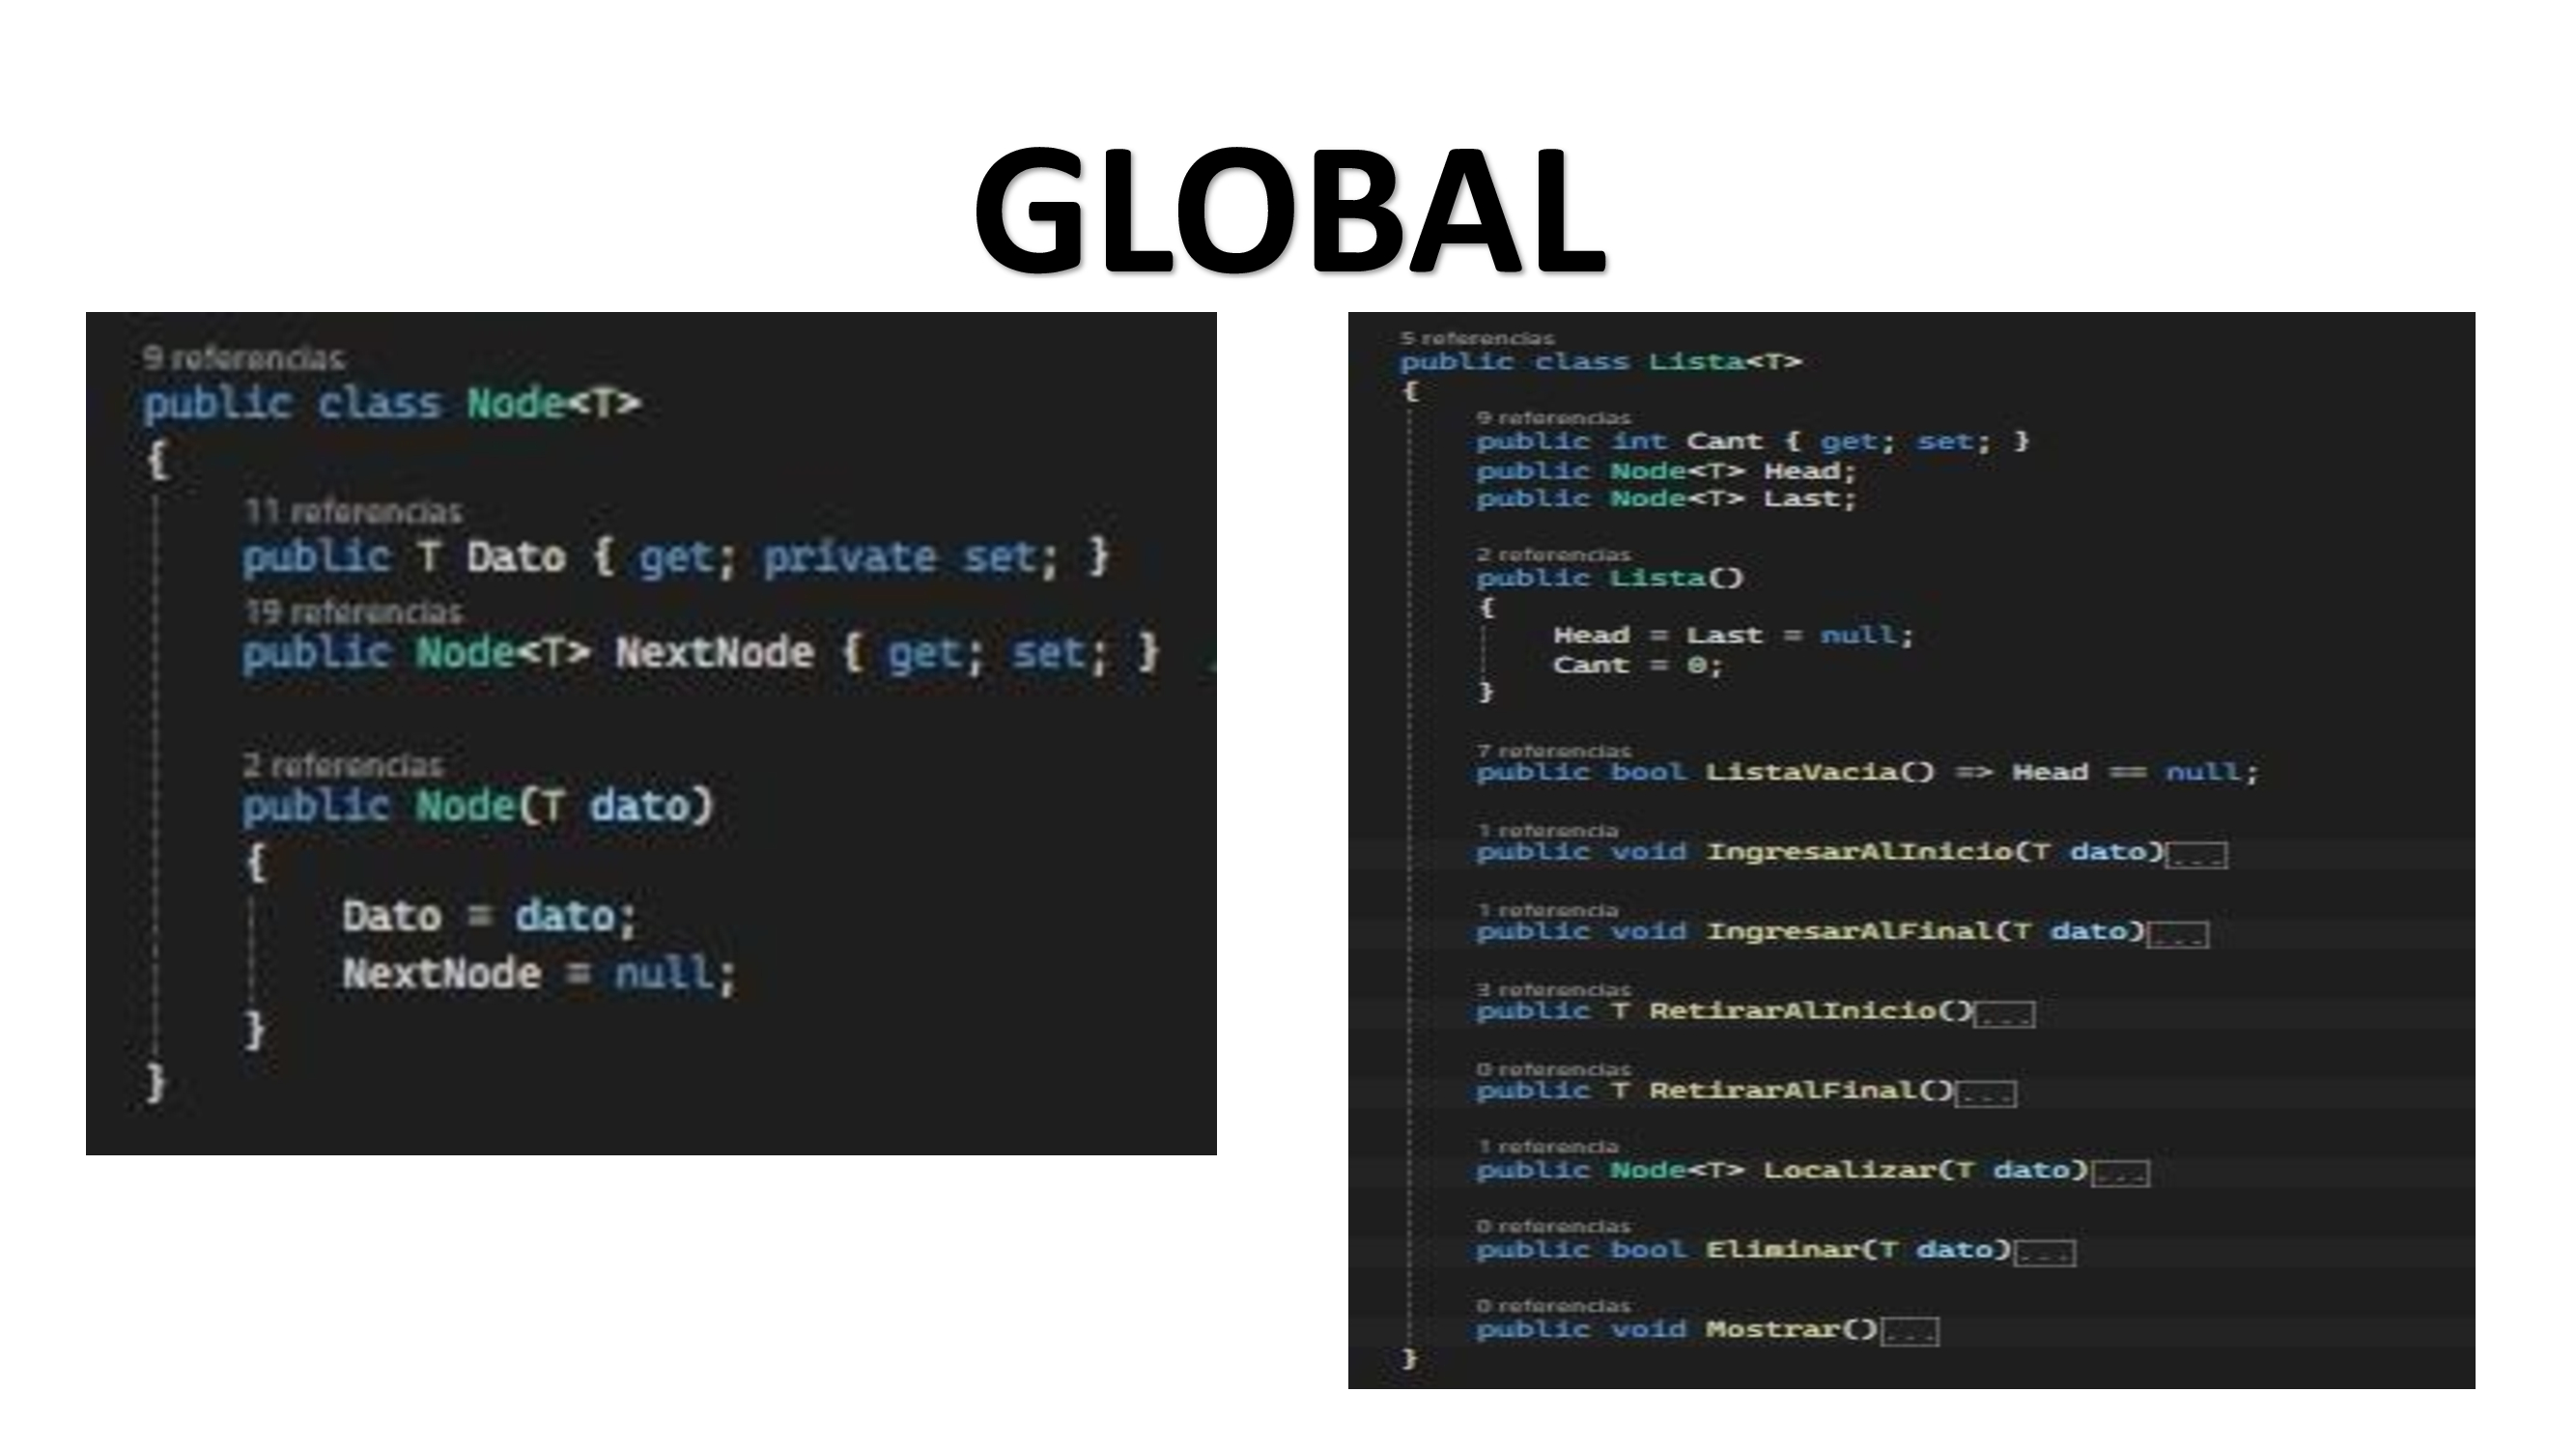 GLOBAL
9 referencias
public class Node<T>
{
11 referencias
public T Dato { get; private set; }
19 referencias
public Node<T> NextNode { get; set; }
2 referencias
public Node(T dato)
{
Dato = dato;
NextNode = null;
}
}
5 referencias
public class Lista<T>
{
9 referencias
public int Cant { get; set; }
public Node<T> Head;
public Node<T> Last;
2 referencias
public Lista()
{
Head = Last = null;
Cant = 0;
}
7 referencias
public bool ListaVacia() => Head == null;
1 referencia
public void IngresarAlInicio(T dato)...
1 referencia
public void IngresarAlFinal(T dato)...
3 referencias
public T RetirarAlInicio()...
0 referencias
public T RetirarAlFinal()...
1 referencia
public Node<T> Localizar(T dato)...
0 referencias
public bool Eliminar(T dato)...
0 referencias
public void Mostrar()...
}